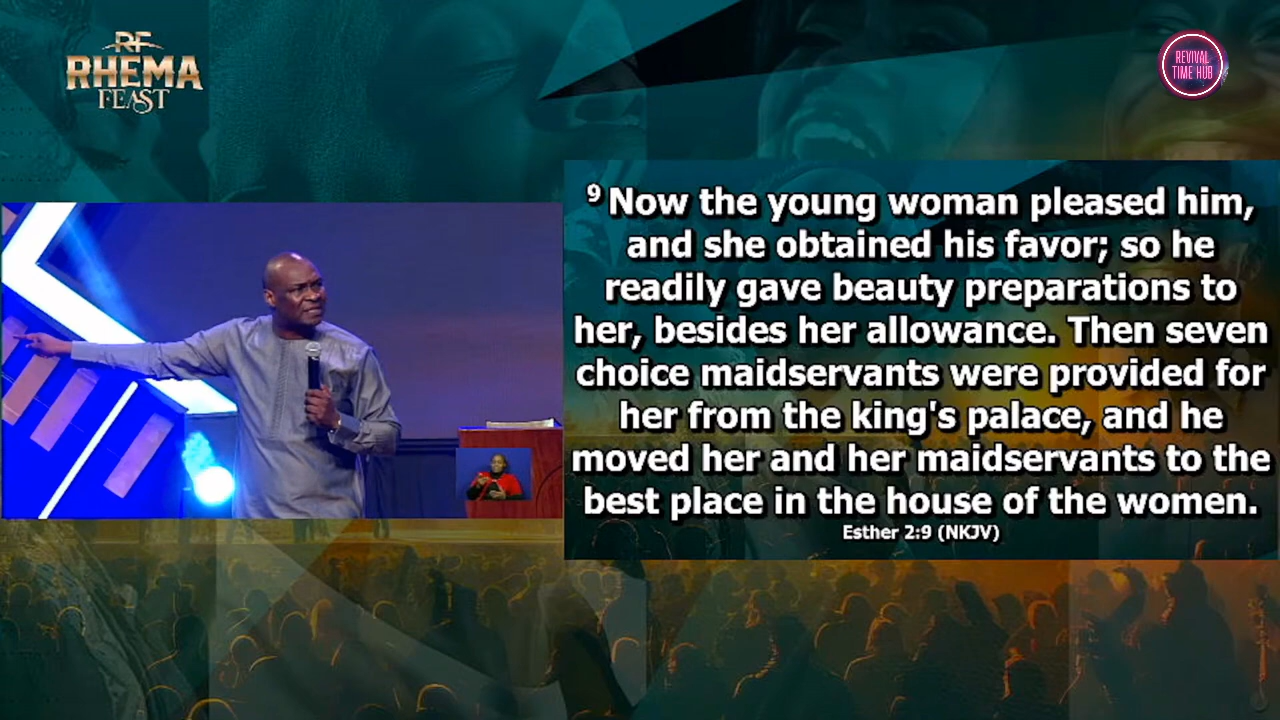 RF
RHEMA
FEAST
REVIVAL
TIME HUB
9 Now the young woman pleased him,
and she obtained his favor; so he
readily gave beauty preparations to
her, besides her allowance. Then seven
choice maidservants were provided for
her from the king's palace, and he
moved her and her maidservants to the
best place in the house of the women.
Esther 2:9 (NKJV)